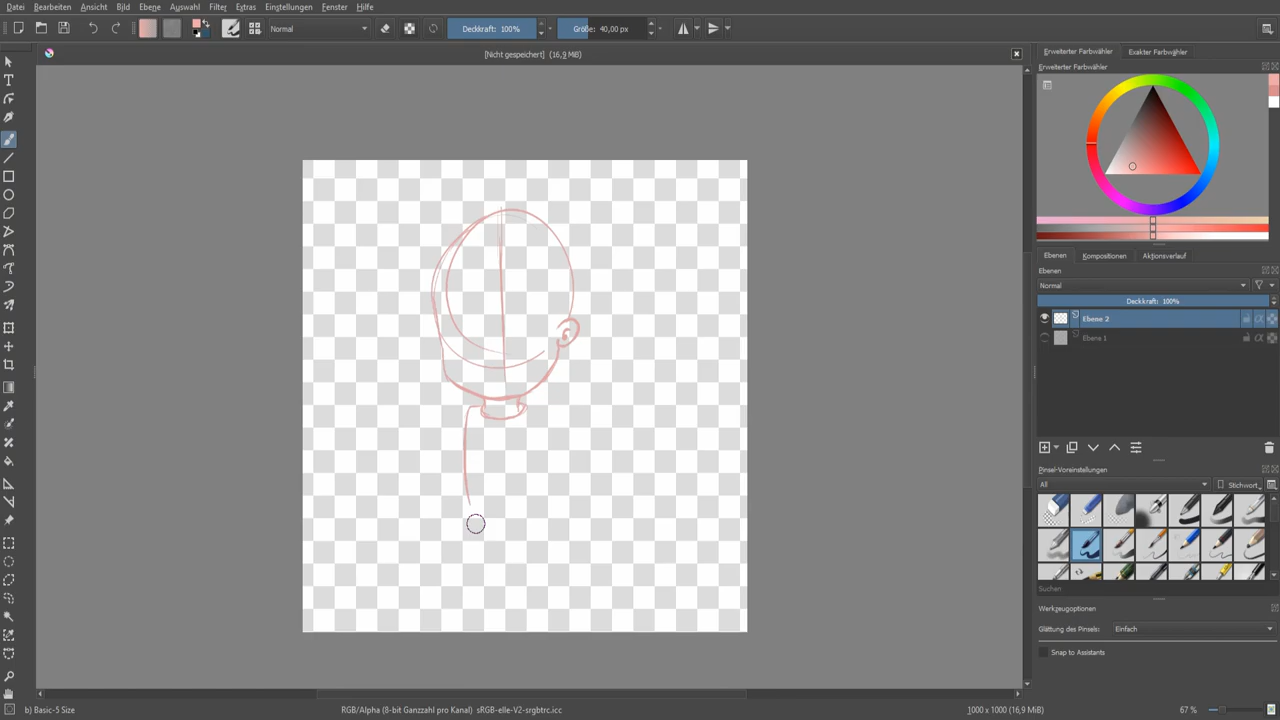 Datei Bearbeiten Ansicht Bild Ebene Auswahl Filter Extras Einstellungen Fenster Hilfe
Normal Deckkraft: 100% Größe: 40,00 px
[Nicht gespeichert] (16,9 MiB)
Erweiterter Farbwähler Exakter Farbwähler
Erweiterter Farbwähler
Ebenen Kompositionen Aktionsverlauf
Ebenen
Normal
Deckkraft: 100%
Ebene 2
Ebene 1
Pinsel-Voreinstellungen
All Stichwort
Suchen
Werkzeugoptionen
Glättung des Pinsels: Einfach
Snap to Assistants
b) Basic-5 Size RGB/Alpha (8-bit Ganzzahl pro Kanal) sRGB-elle-V2-srgbtrc.icc 1000 x 1000 (16,9 MiB) 67 %